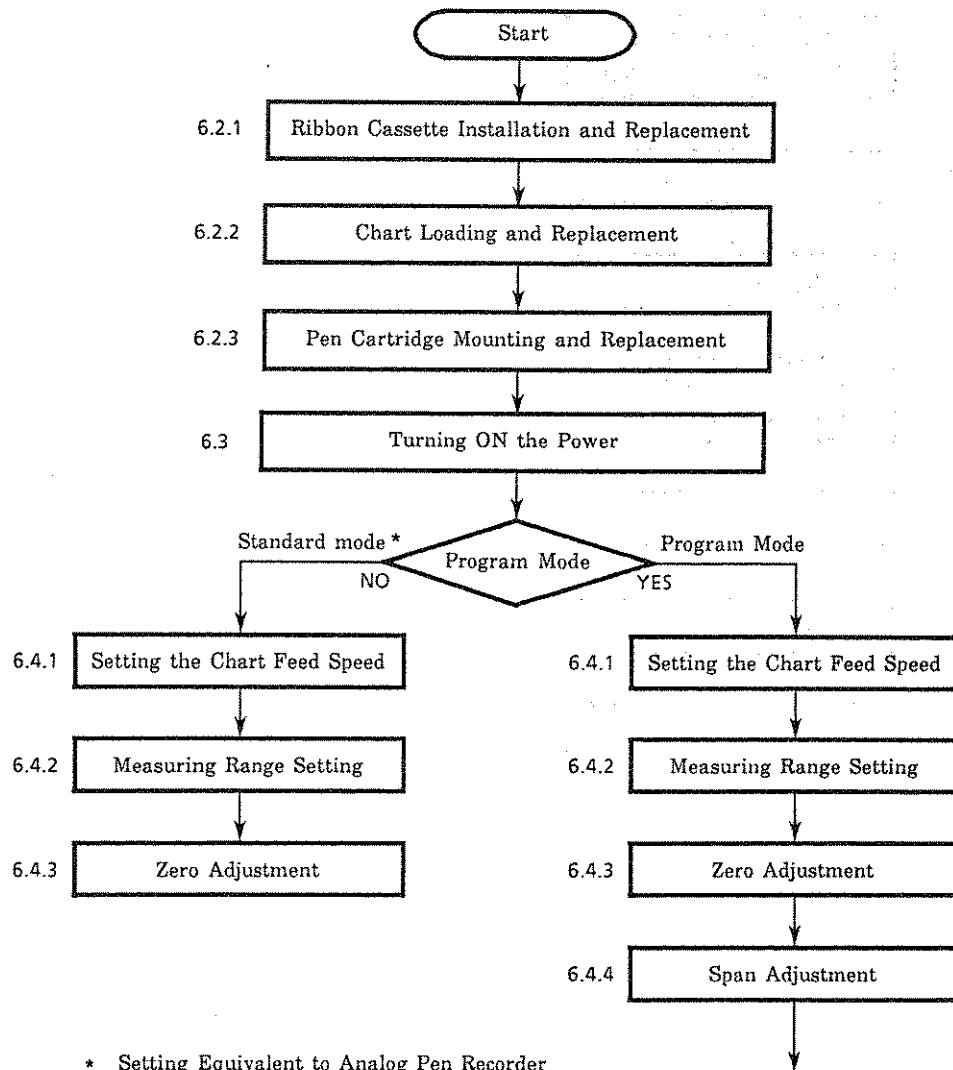 Start
6.2.1 Ribbon Cassette Installation and Replacement
6.2.2 Chart Loading and Replacement
6.2.3 Pen Cartridge Mounting and Replacement
6.3 Turning ON the Power
Standard mode * Program Mode Program Mode
NO YES
6.4.1 Setting the Chart Feed Speed 6.4.1 Setting the Chart Feed Speed
6.4.2 Measuring Range Setting 6.4.2 Measuring Range Setting
6.4.3 Zero Adjustment 6.4.3 Zero Adjustment
6.4.4 Span Adjustment
* Setting Equivalent to Analog Pen Recorder